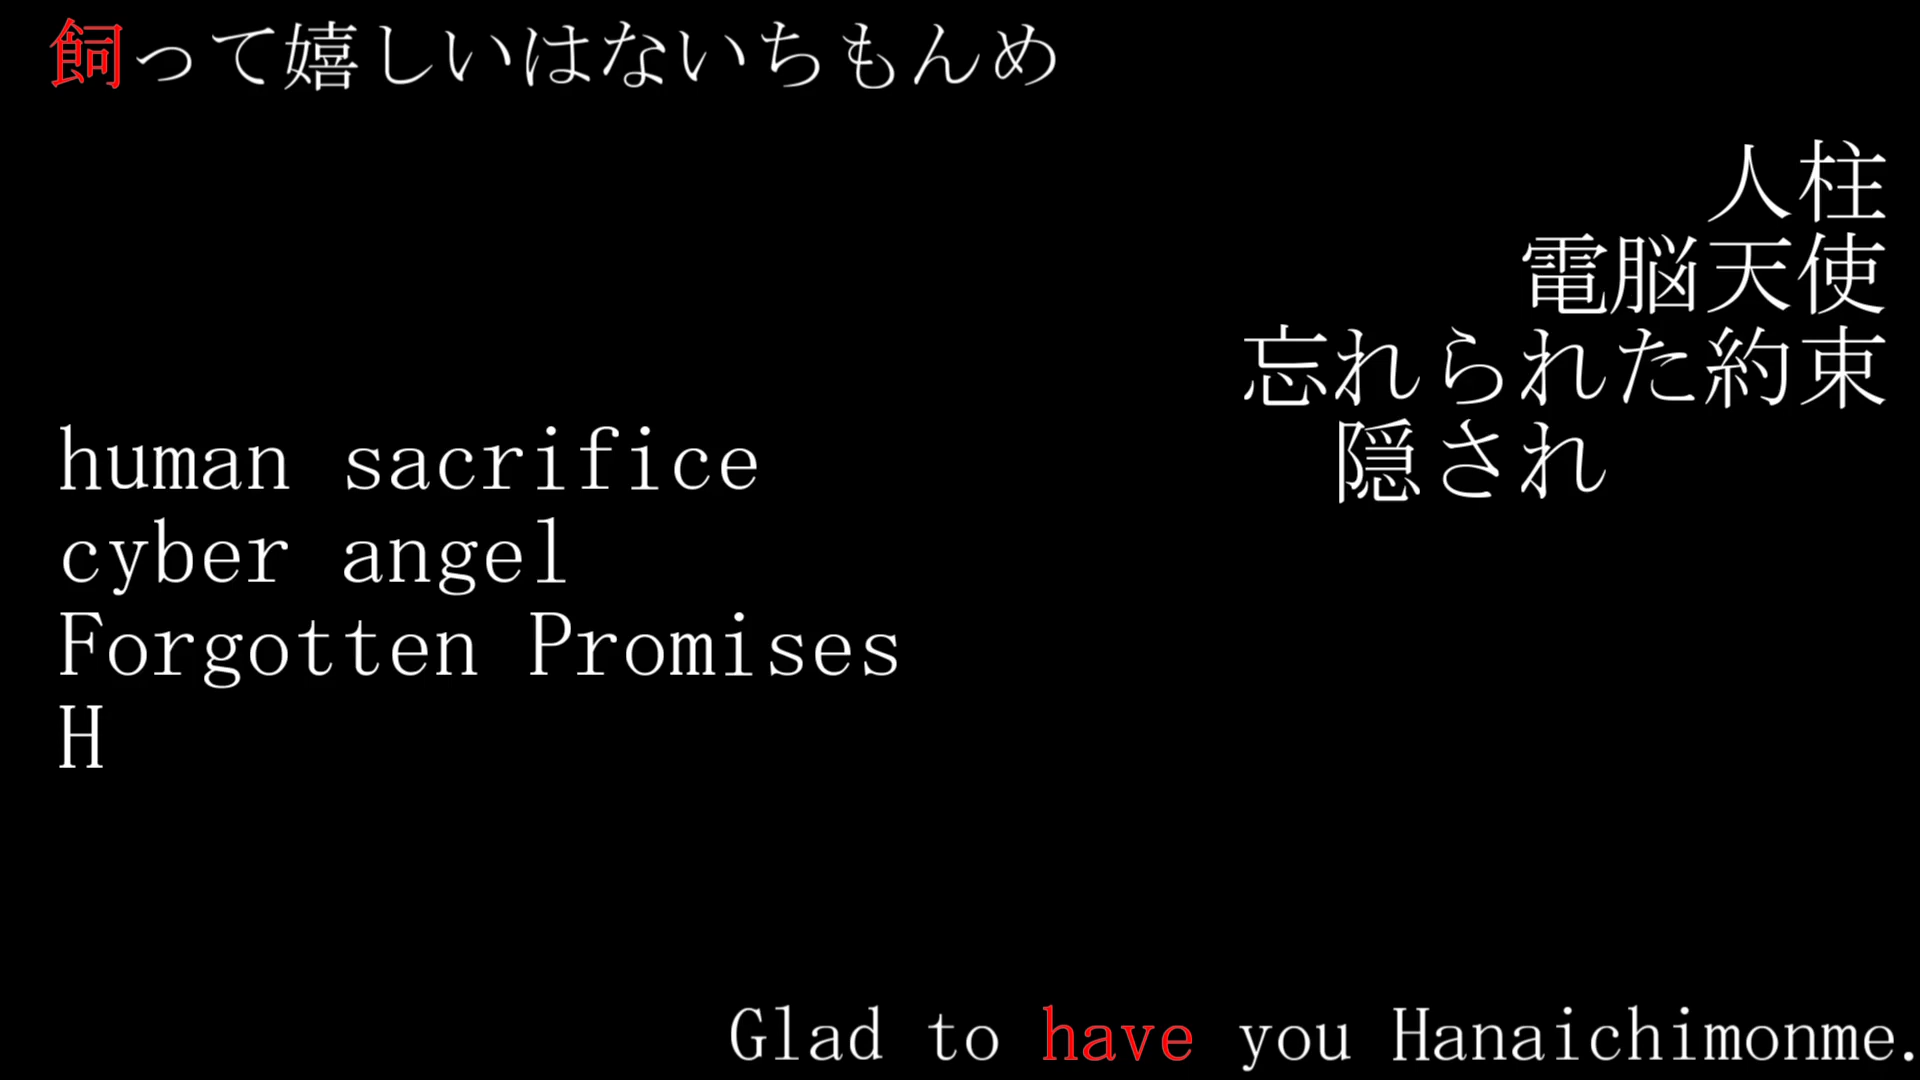 飼って嬉しいはないちもんめ
人柱
電脳天使
忘れられた約束
隠され
human sacrifice
cyber angel
Forgotten Promises
H
Glad to have you Hanaichimonme.